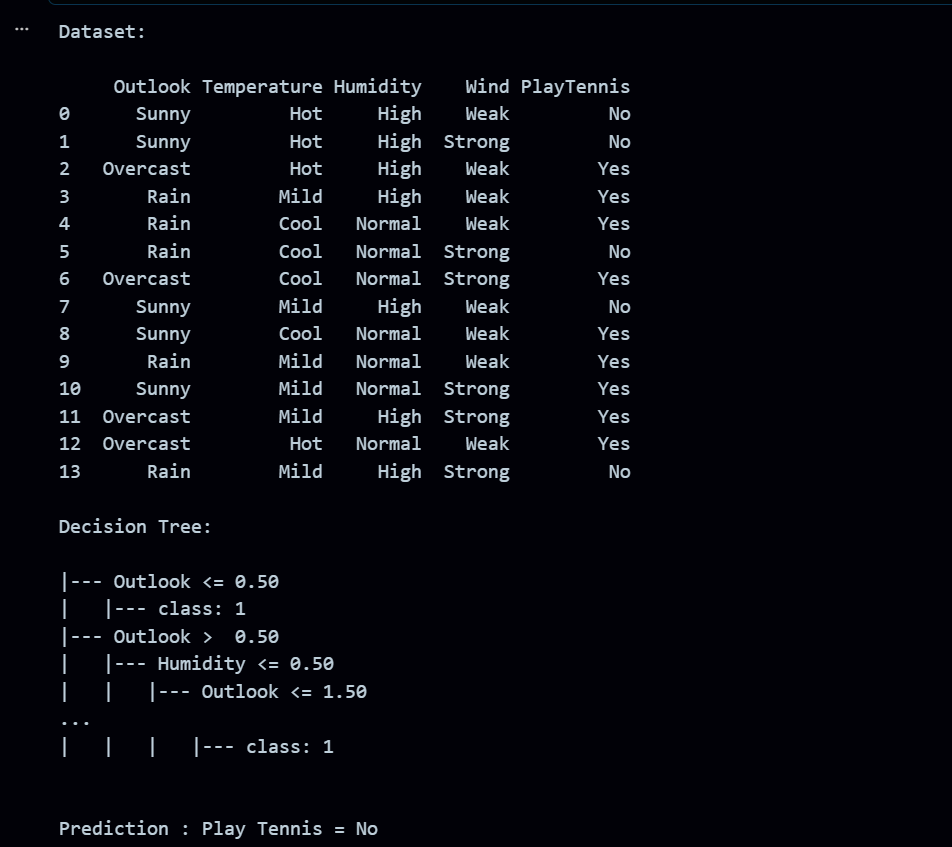 ...
Dataset:
Outlook Temperature Humidity Wind PlayTennis
0 Sunny Hot High Weak No
1 Sunny Hot High Strong No
2 Overcast Hot High Weak Yes
3 Rain Mild High Weak Yes
4 Rain Cool Normal Weak Yes
5 Rain Cool Normal Strong No
6 Overcast Cool Normal Strong Yes
7 Sunny Mild High Weak No
8 Sunny Cool Normal Weak Yes
9 Rain Mild Normal Weak Yes
10 Sunny Mild Normal Strong Yes
11 Overcast Mild High Strong Yes
12 Overcast Hot Normal Weak Yes
13 Rain Mild High Strong No
Decision Tree:
|--- Outlook <= 0.50
|   |--- class: 1
|--- Outlook >  0.50
|   |--- Humidity <= 0.50
|   |   |--- Outlook <= 1.50
...
|   |   |   |--- class: 1
Prediction : Play Tennis = No